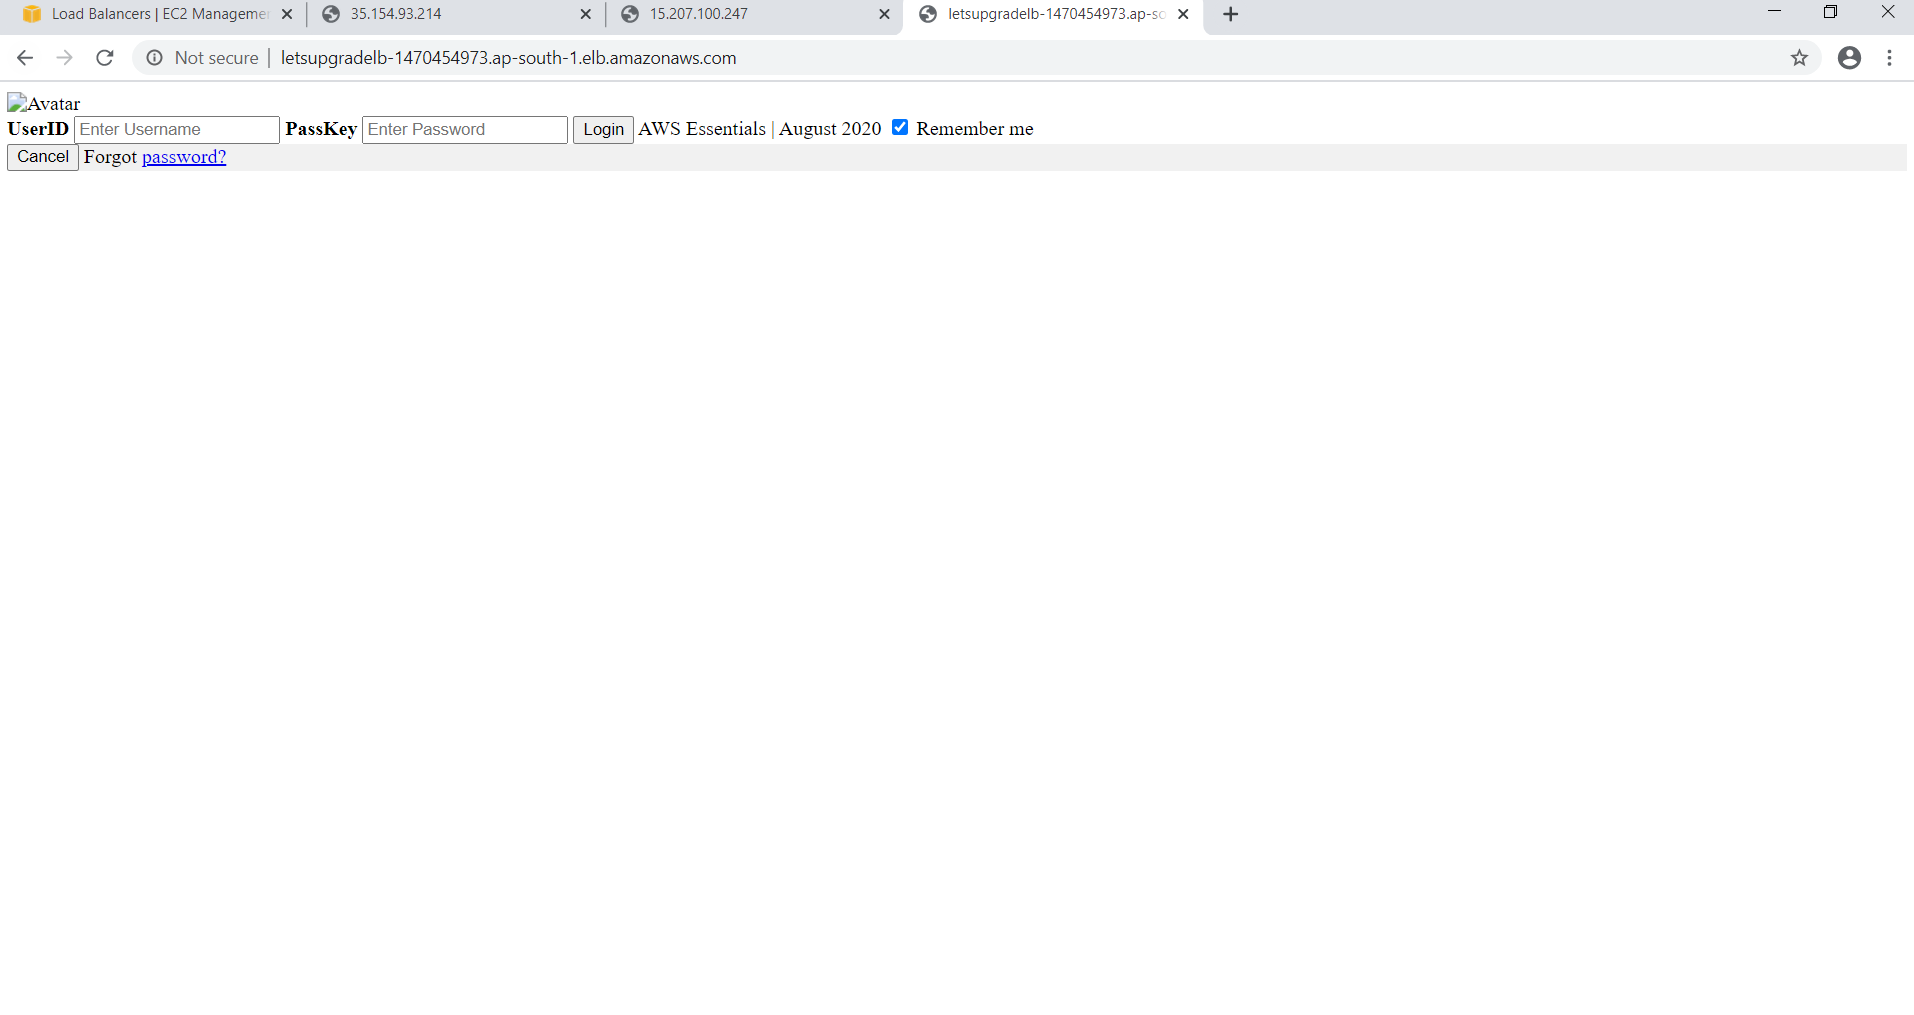 Load Balancers | EC2 Manageme
35.154.93.214
15.207.100.247
letsupgradelb-1470454973.ap-so
Not secure | letsupgradelb-1470454973.ap-south-1.elb.amazonaws.com
Avatar
UserID Enter Username PassKey Enter Password Login AWS Essentials | August 2020 Remember me
Cancel Forgot password?